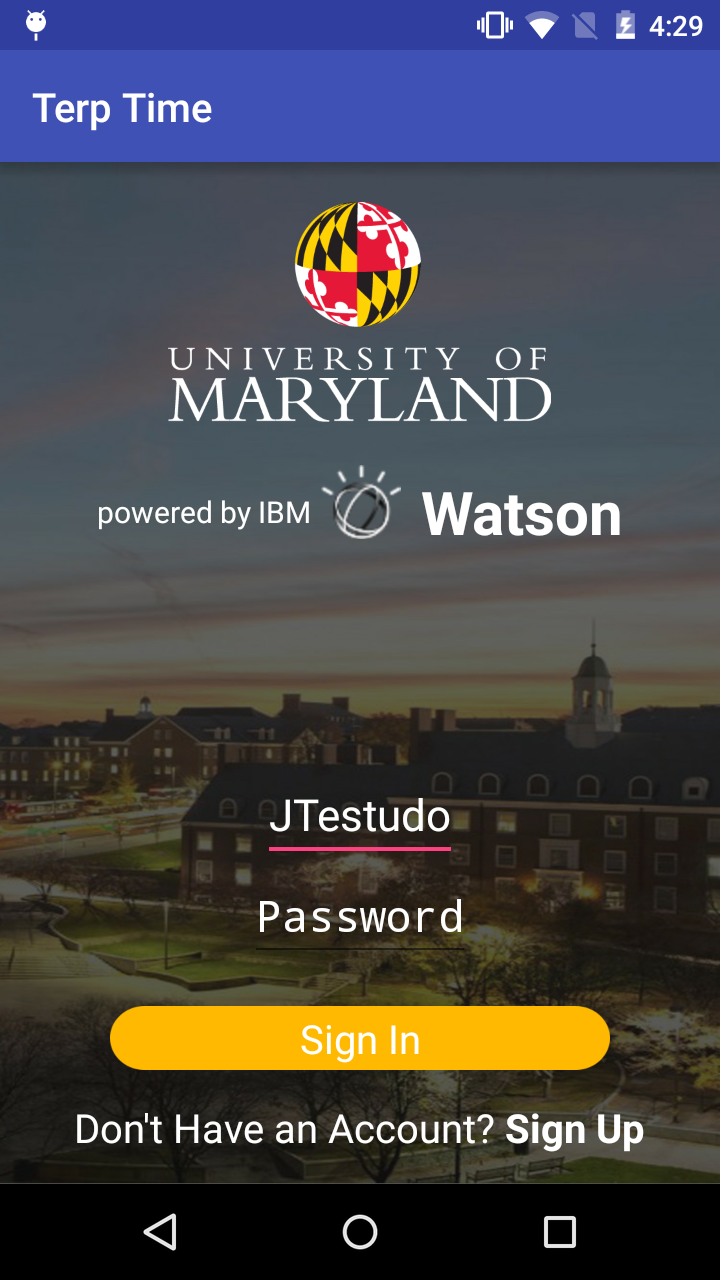 4:29
Terp Time
UNIVERSITY OF
MARYLAND
powered by IBM Watson
JTestudo
Password
Sign In
Don't Have an Account? Sign Up